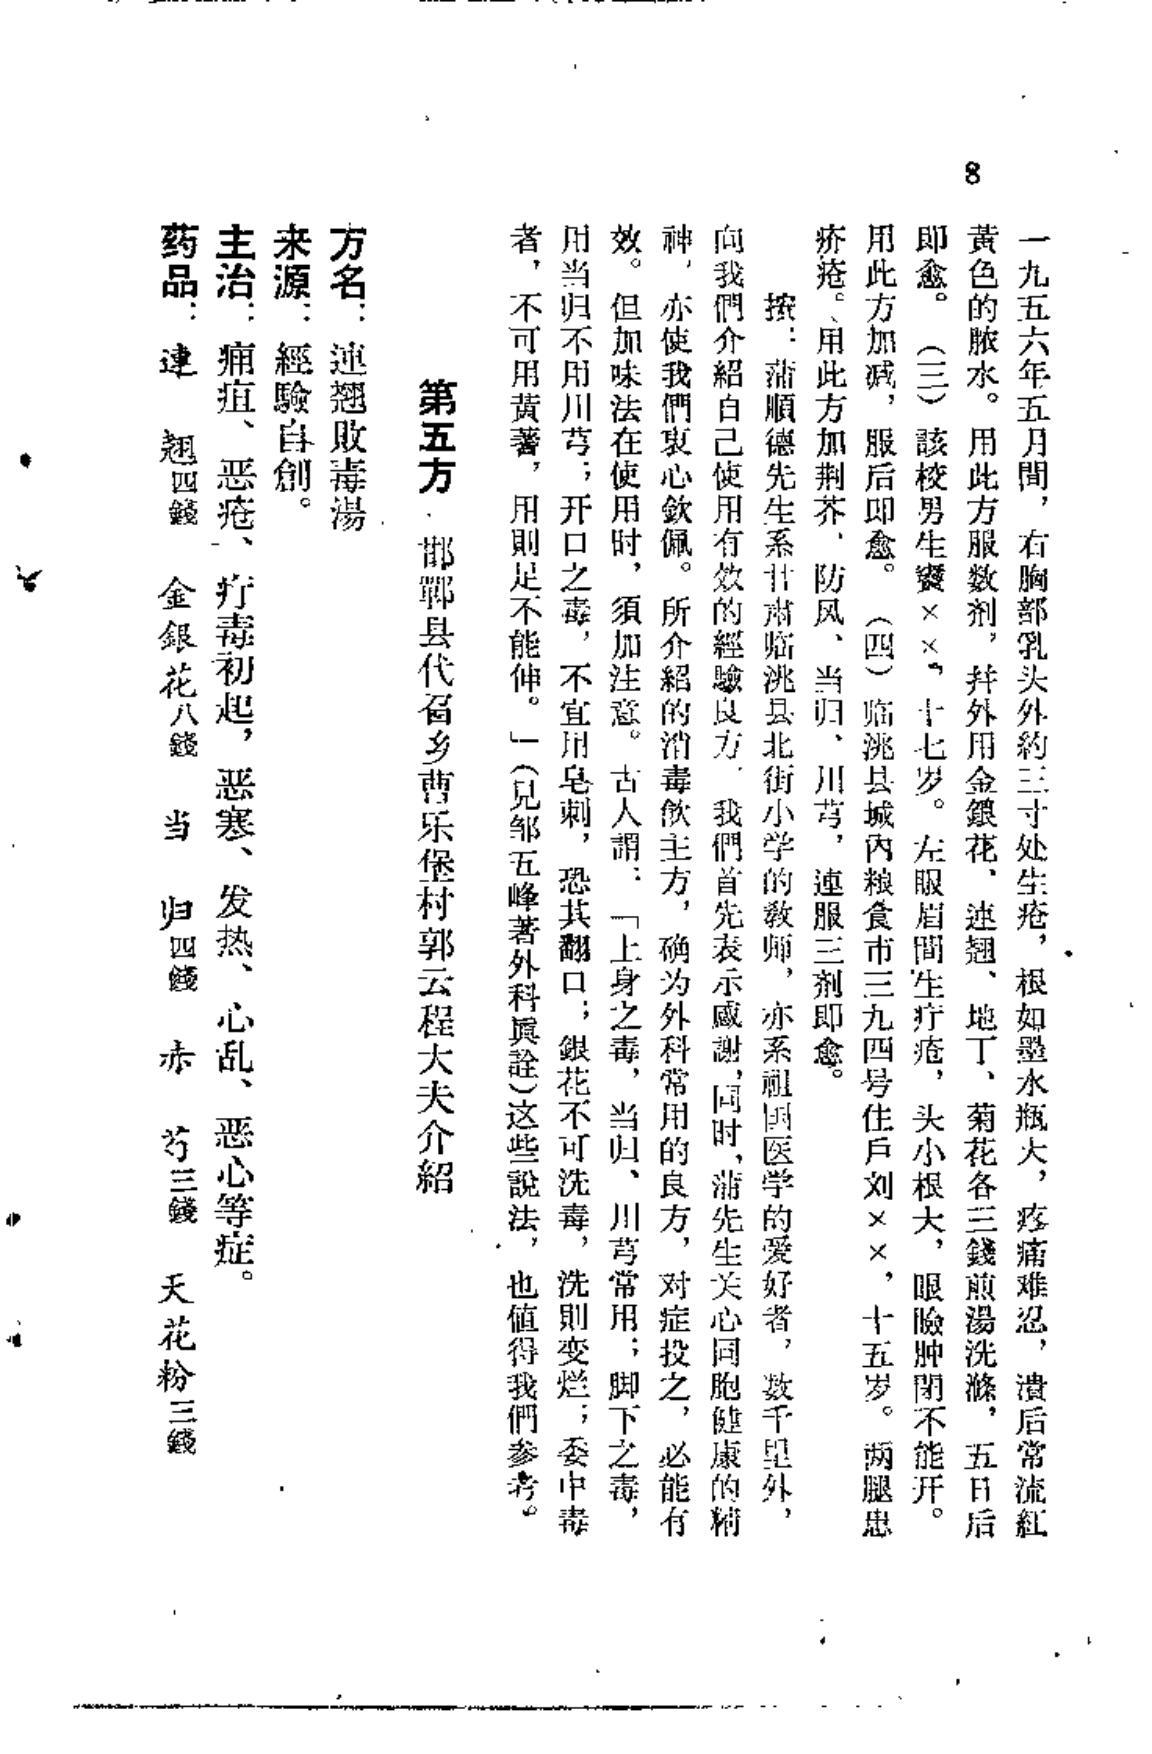 8
一九五六年五月間，右胸部乳头外約三寸处生疮，根如墨水瓶大，疼痛难忍，潰后常流紅
黃色的脓水。用此方服数剂，幷外用金銀花、連翘、地丁、菊花各三錢煎湯洗滌，五日后
即愈。（三）該校男生竇××，十七岁。左眼眉間生疔疮，头小根大，眼瞼肿閉不能开。
用此方加减，服后即愈。（四）临洮县城内粮食市三九四号住戶刘××，十五岁。两腿患
疥疮。用此方加荆芥、防风、当归、川芎，連服三剂即愈。
按：蒲順德先生系甘肃临洮县北街小学的敎师，亦系祖国医学的爱好者，数千里外，
向我們介紹自己使用有效的經驗良方，我們首先表示感謝，同时，蒲先生关心同胞健康的精
神，亦使我們衷心欽佩。所介紹的消毒飮主方，确为外科常用的良方，对症投之，必能有
效。但加味法在使用时，須加注意。古人謂：「上身之毒，当归、川芎常用；脚下之毒，
用当归不用川芎；开口之毒，不宜用皂刺，恐其翻口；銀花不可洗毒，洗則变烂；委中毒
者，不可用黃蓍，用則足不能伸。」（見邹五峰著外科眞詮）这些說法，也値得我們参考。
第五方　邯鄲县代召乡曹乐堡村郭云程大夫介紹
方名：連翘敗毒湯
来源：經驗自創。
主治：痈疽、恶疮、疔毒初起，恶寒、发热、心乱、恶心等症。
药品：連翘四錢　金銀花八錢　当归四錢　赤芍三錢　天花粉三錢